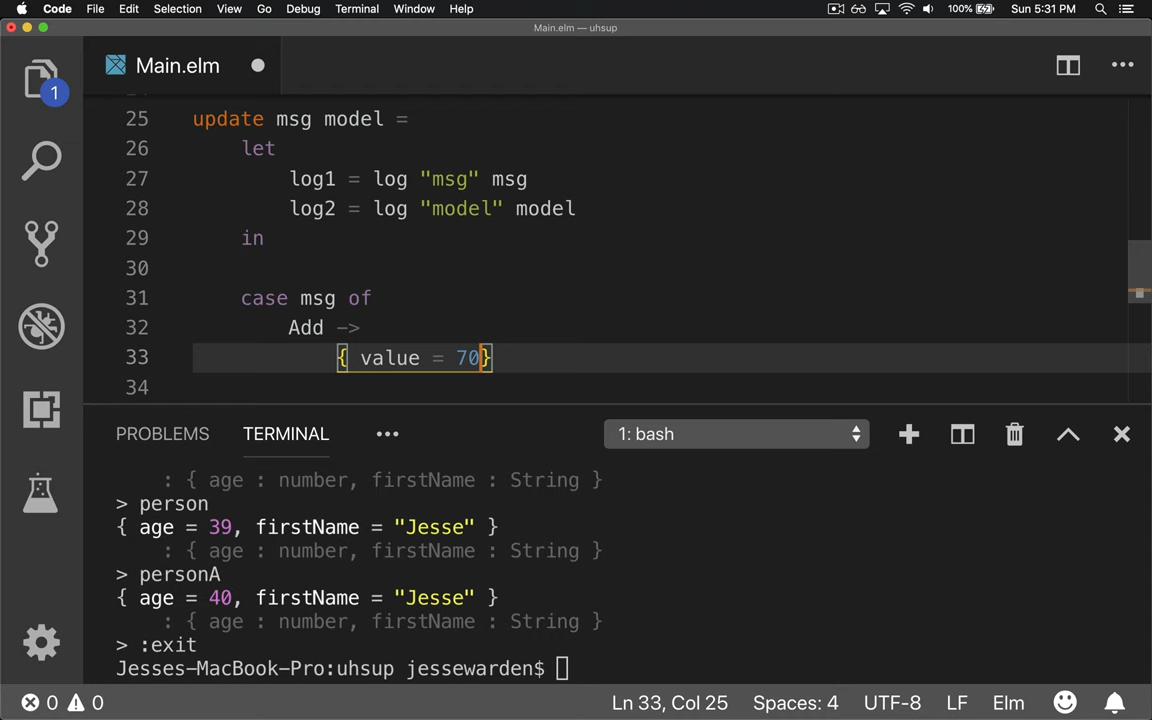 Code File Edit Selection View Go Debug Terminal Window Help 100% Sun 5:31 PM
Main.elm — uhsup
1
Main.elm
25 update msg model =
26 let
27 log1 = log "msg" msg
28 log2 = log "model" model
29 in
30
31 case msg of
32 Add ->
33 { value = 70}
34
PROBLEMS TERMINAL ••• 1: bash
: { age : number, firstName : String }
> person
{ age = 39, firstName = "Jesse" }
: { age : number, firstName : String }
> personA
{ age = 40, firstName = "Jesse" }
: { age : number, firstName : String }
> :exit
Jesses-MacBook-Pro:uhsup jessewarden$
0 0 Ln 33, Col 25 Spaces: 4 UTF-8 LF Elm